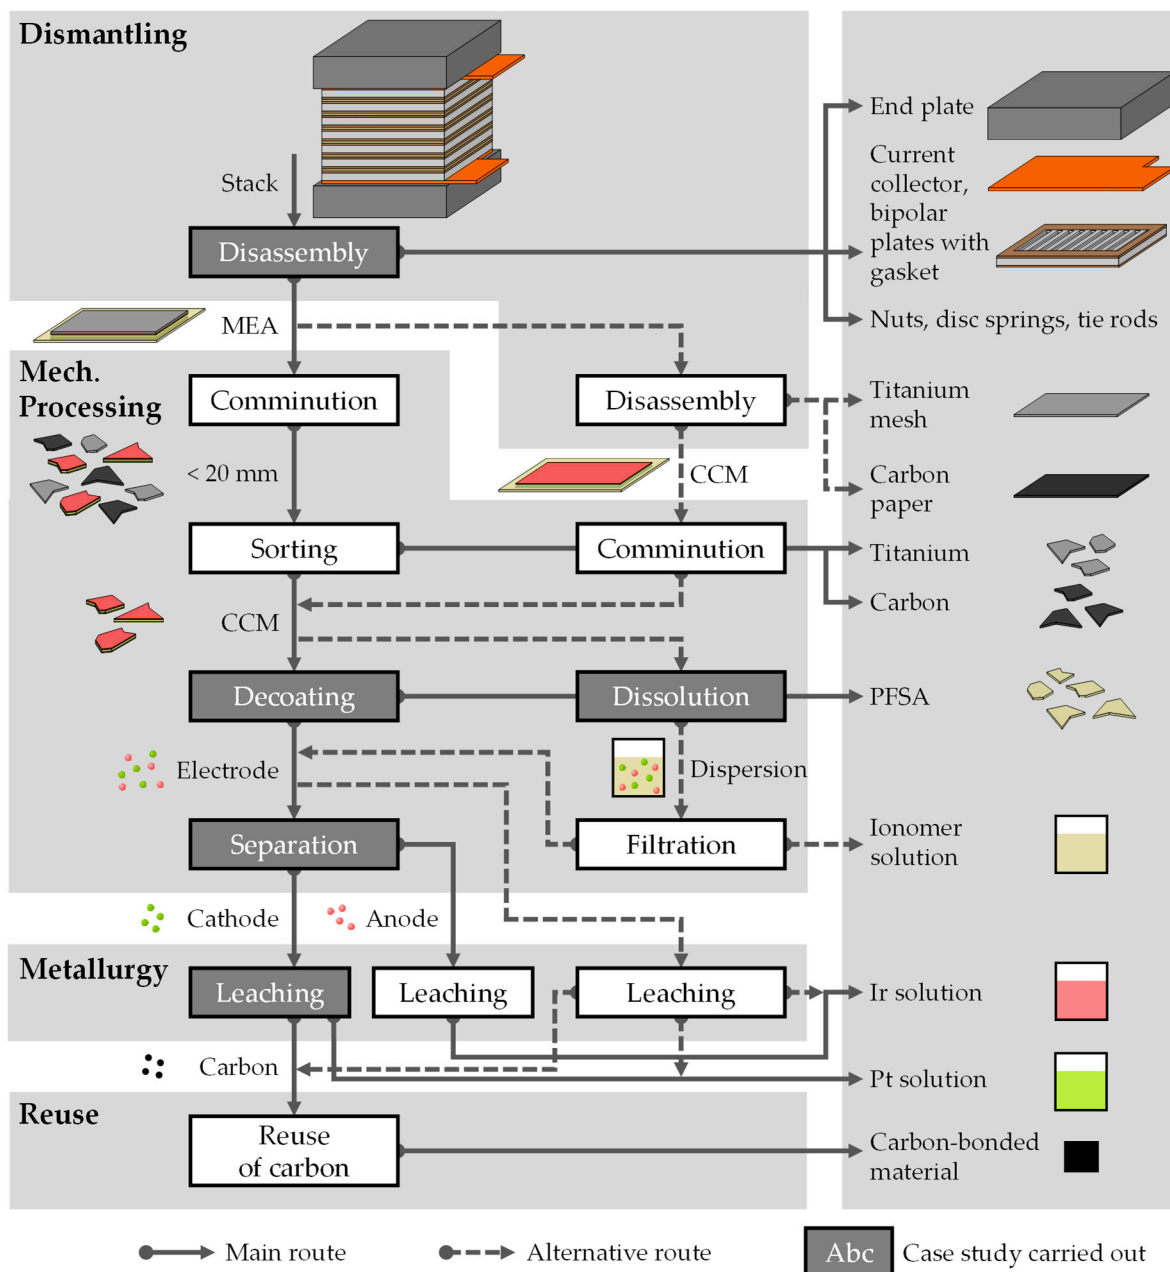 Dismantling
Stack
Disassembly
End plate
Current
collector,
bipolar
plates with
gasket
Nuts, disc springs, tie rods
MEA
Mech.
Processing
Comminution
Disassembly
Titanium
mesh
< 20 mm
CCM
Carbon
paper
Sorting
Comminution
Titanium
Carbon
CCM
Decoating
Dissolution
PFSA
Electrode
Dispersion
Separation
Filtration
Ionomer
solution
Cathode
Anode
Metallurgy
Leaching
Leaching
Leaching
Ir solution
Carbon
Pt solution
Reuse
Reuse
of carbon
Carbon-bonded
material
Main route
Alternative route
Abc
Case study carried out